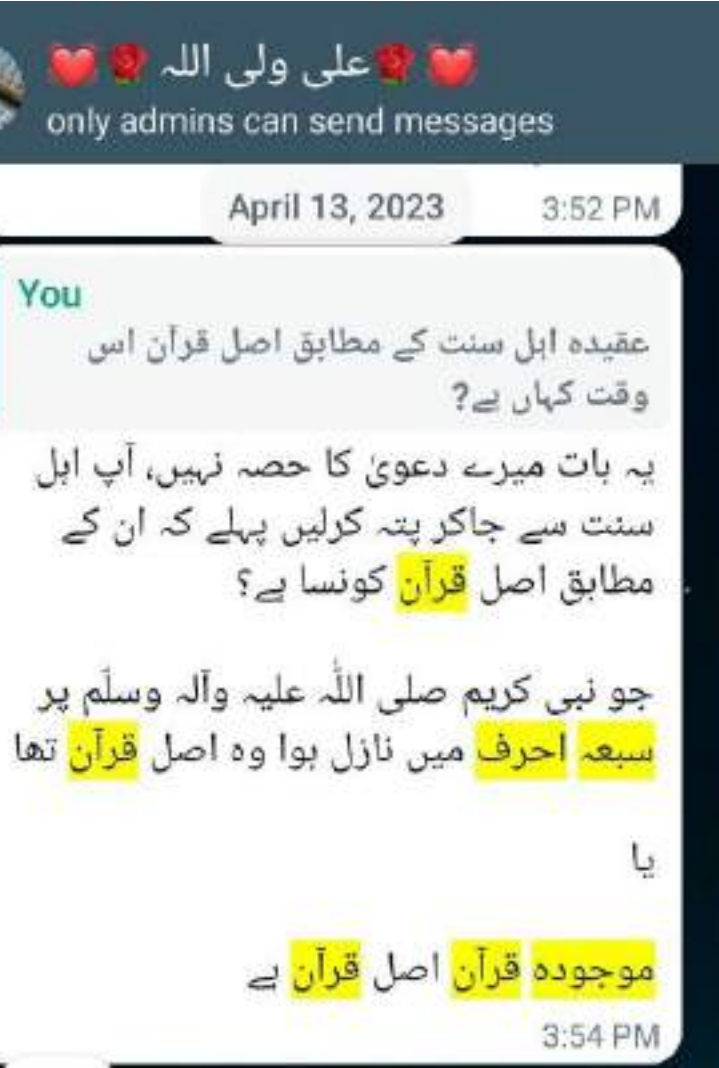 💓🌹علی ولی اللہ🌹💓
only admins can send messages
3:52 PM
April 13, 2023
You
عقیدہ اہل سنت کے مطابق اصل قرآن اس
وقت کہاں ہے?
یہ بات میرے دعویٰ کا حصہ نہیں، آپ اہل
سنت سے جاکر پتہ کرلیں پہلے کہ ان کے
مطابق اصل قرآن کونسا ہے؟
جو نبی کریم صلی اللّٰہ علیہ وآلہ وسلّم پر
سبعہ احرف میں نازل ہوا وہ اصل قرآن تھا
یا
موجودہ قرآن اصل قرآن ہے
3:54 PM